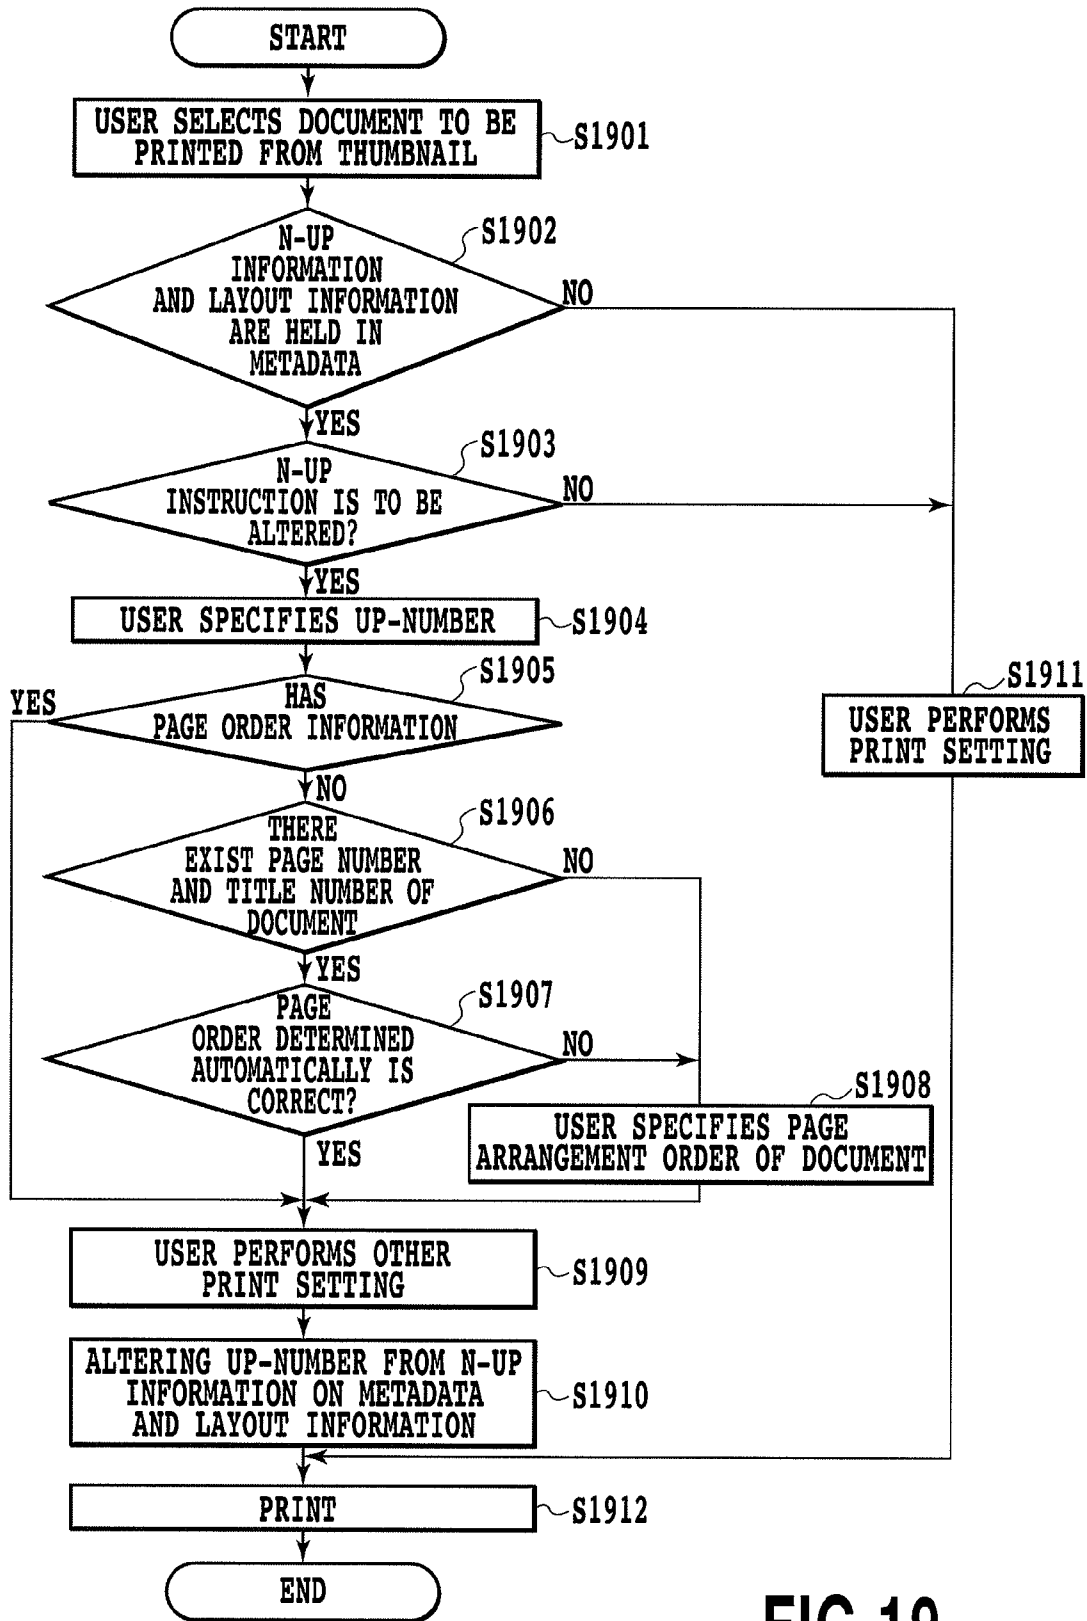 START
USER SELECTS DOCUMENT TO BE
PRINTED FROM THUMBNAIL
S1901
S1902
N-UP
INFORMATION
AND LAYOUT INFORMATION
ARE HELD IN
METADATA
NO
YES
S1903
N-UP
INSTRUCTION IS TO BE
ALTERED?
NO
YES
USER SPECIFIES UP-NUMBER
S1904
S1905
HAS
PAGE ORDER INFORMATION
YES
NO
S1911
USER PERFORMS
PRINT SETTING
S1906
THERE
EXIST PAGE NUMBER
AND TITLE NUMBER OF
DOCUMENT
NO
YES
S1907
PAGE
ORDER DETERMINED
AUTOMATICALLY IS
CORRECT?
NO
YES
S1908
USER SPECIFIES PAGE
ARRANGEMENT ORDER OF DOCUMENT
USER PERFORMS OTHER
PRINT SETTING
S1909
ALTERING UP-NUMBER FROM N-UP
INFORMATION ON METADATA
AND LAYOUT INFORMATION
S1910
PRINT
S1912
END
FIG.19